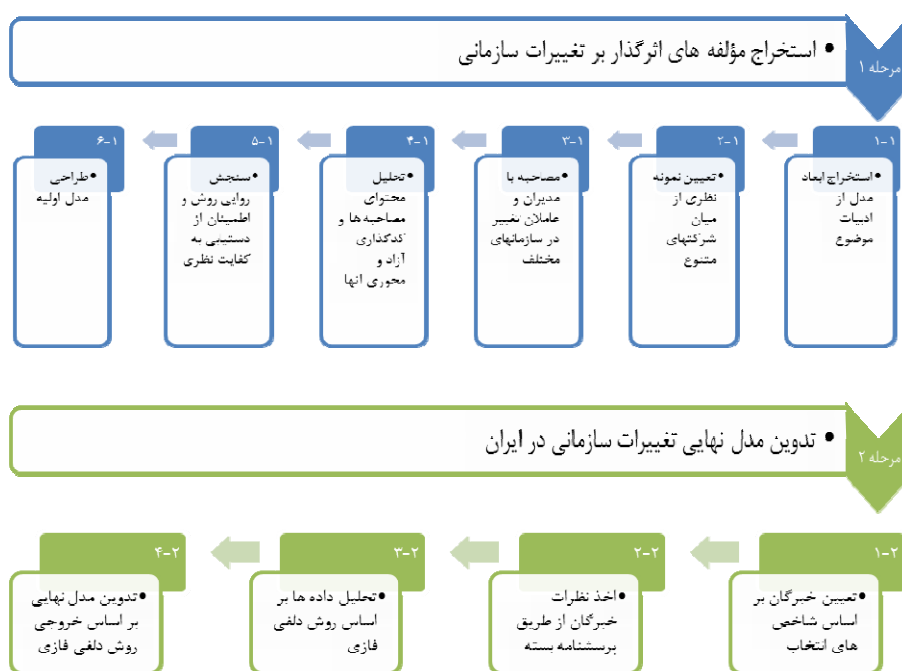 • استخراج مؤلفه های اثرگذار بر تغییرات سازمانی
مرحله ۱
۱-۱
•استخراج ابعاد
مدل از
ادبیات
موضوع
۲-۱
•تعیین نمونه
نظری از
میان
شرکتهای
متنوع
۳-۱
•مصاحبه با
مدیران و
عاملان تغییر
در سازمانهای
مختلف
۴-۱
•تحلیل
محتوای
مصاحبه ها و
کدگذاری
آزاد و
محوری انها
۵-۱
•سنجش
روایی روش و
اطمینان از
دستیابی به
کفایت نظری
۶-۱
•طراحی
مدل اولیه
• تدوین مدل نهایی تغییرات سازمانی در ایران
مرحله ۲
۱-۲
•تعیین خبرگان بر
اساس شاخص
های انتخاب
۲-۲
•اخذ نظرات
خبرگان از طریق
پرسشنامه بسته
۳-۲
•تحلیل داده ها بر
اساس روش دلفی
فازی
۴-۲
•تدوین مدل نهایی
بر اساس خروجی
روش دلفی فازی